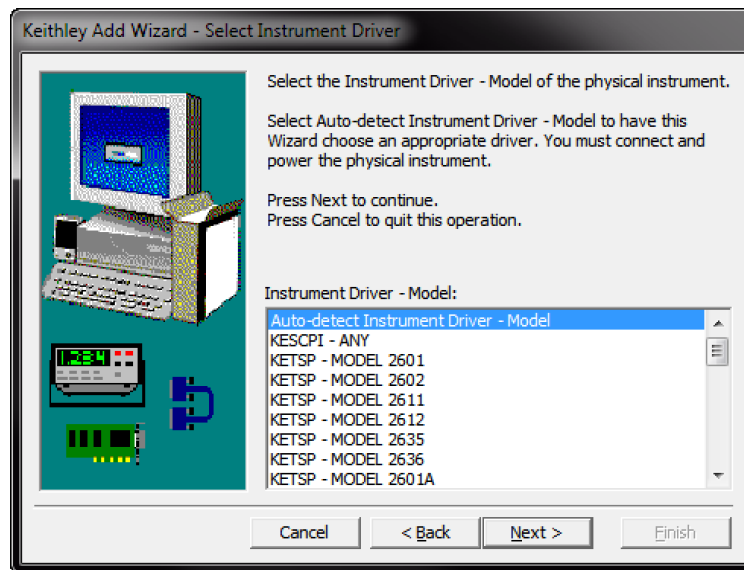 Keithley Add Wizard - Select Instrument Driver
Select the Instrument Driver - Model of the physical instrument.
Select Auto-detect Instrument Driver - Model to have this
Wizard choose an appropriate driver. You must connect and
power the physical instrument.
Press Next to continue.
Press Cancel to quit this operation.
Instrument Driver - Model:
Auto-detect Instrument Driver - Model
KESCPI - ANY
KETSP - MODEL 2601
KETSP - MODEL 2602
KETSP - MODEL 2611
KETSP - MODEL 2612
KETSP - MODEL 2635
KETSP - MODEL 2636
KETSP - MODEL 2601A
1.234
Cancel
< Back
Next >
Finish